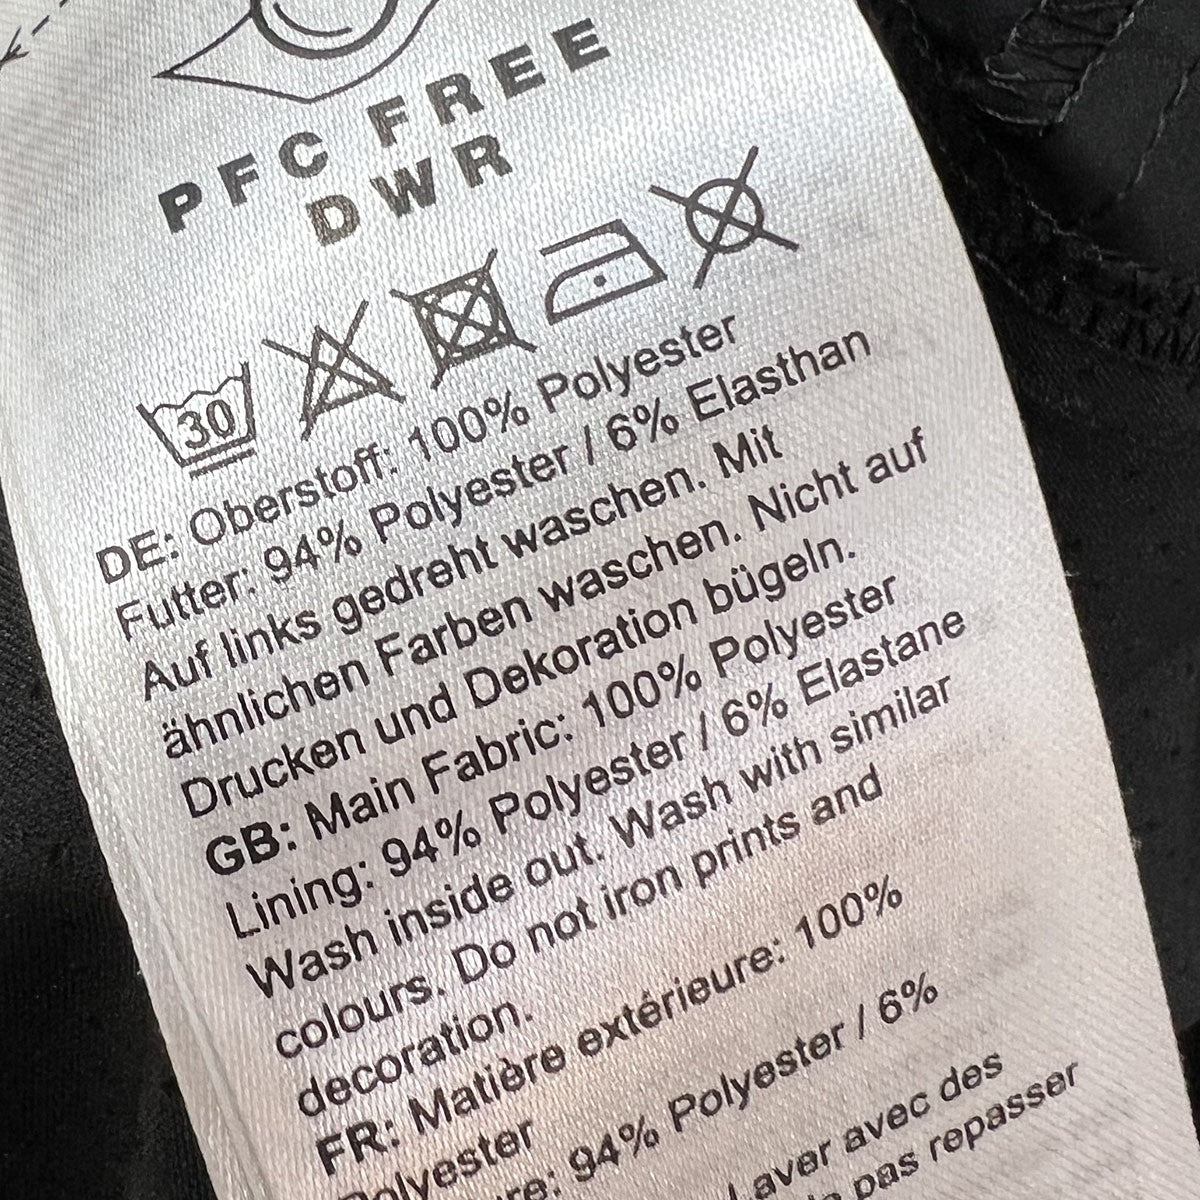 PFC FREE
DWR
30
DE: Oberstoff: 100% Polyester
Futter: 94% Polyester / 6% Elasthan
Auf links gedreht waschen. Mit
ähnlichen Farben waschen. Nicht auf
Drucken und Dekoration bügeln.
GB: Main Fabric: 100% Polyester
Lining: 94% Polyester / 6% Elastane
Wash inside out. Wash with similar
colours. Do not iron prints and
decoration.
FR: Matière extérieure: 100%
Polyester
94% Polyester / 6%
Laver avec des
pas repasser